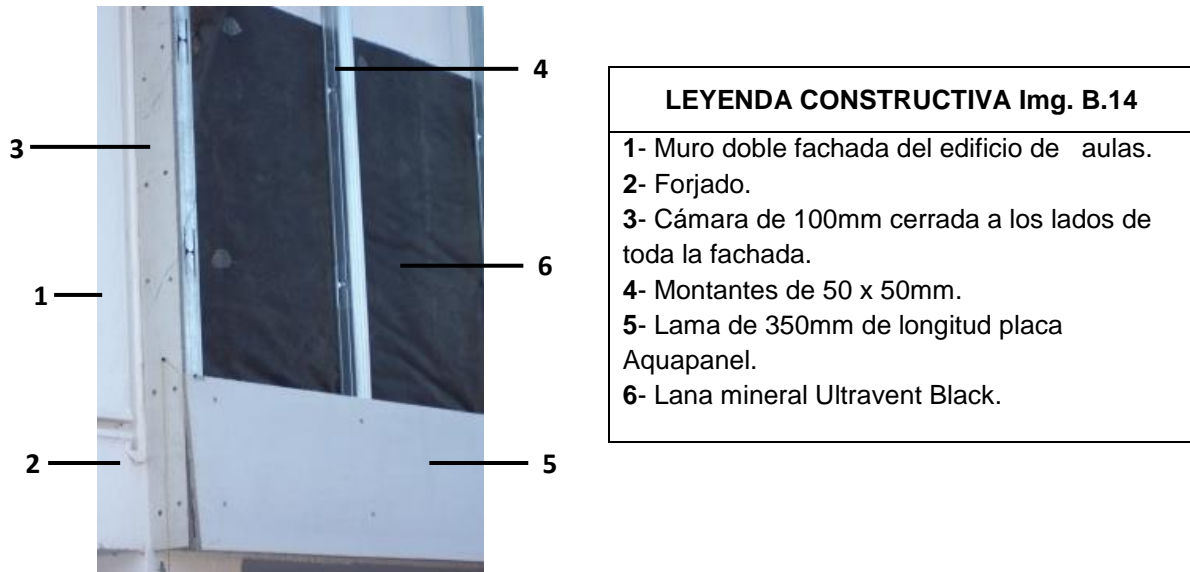 4
3
6
1
2
5
LEYENDA CONSTRUCTIVA Img. B.14
1- Muro doble fachada del edificio de aulas.
2- Forjado.
3- Cámara de 100mm cerrada a los lados de
toda la fachada.
4- Montantes de 50 x 50mm.
5- Lama de 350mm de longitud placa
Aquapanel.
6- Lana mineral Ultravent Black.